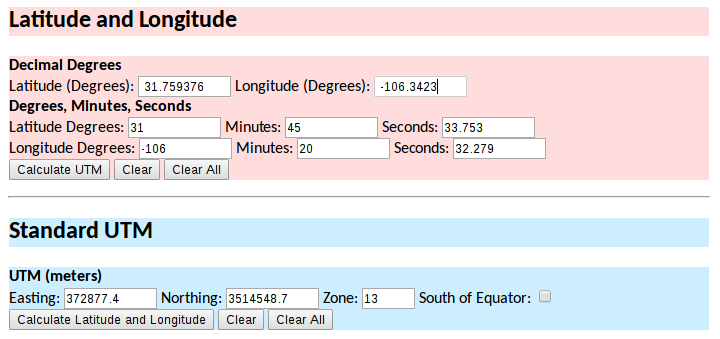 Latitude and Longitude
Decimal Degrees
Latitude (Degrees): 31.759376 Longitude (Degrees): -106.3423
Degrees, Minutes, Seconds
Latitude Degrees: 31 Minutes: 45 Seconds: 33.753
Longitude Degrees: -106 Minutes: 20 Seconds: 32.279
Calculate UTM Clear Clear All
Standard UTM
UTM (meters)
Easting: 372877.4 Northing: 3514548.7 Zone: 13 South of Equator:
Calculate Latitude and Longitude Clear Clear All